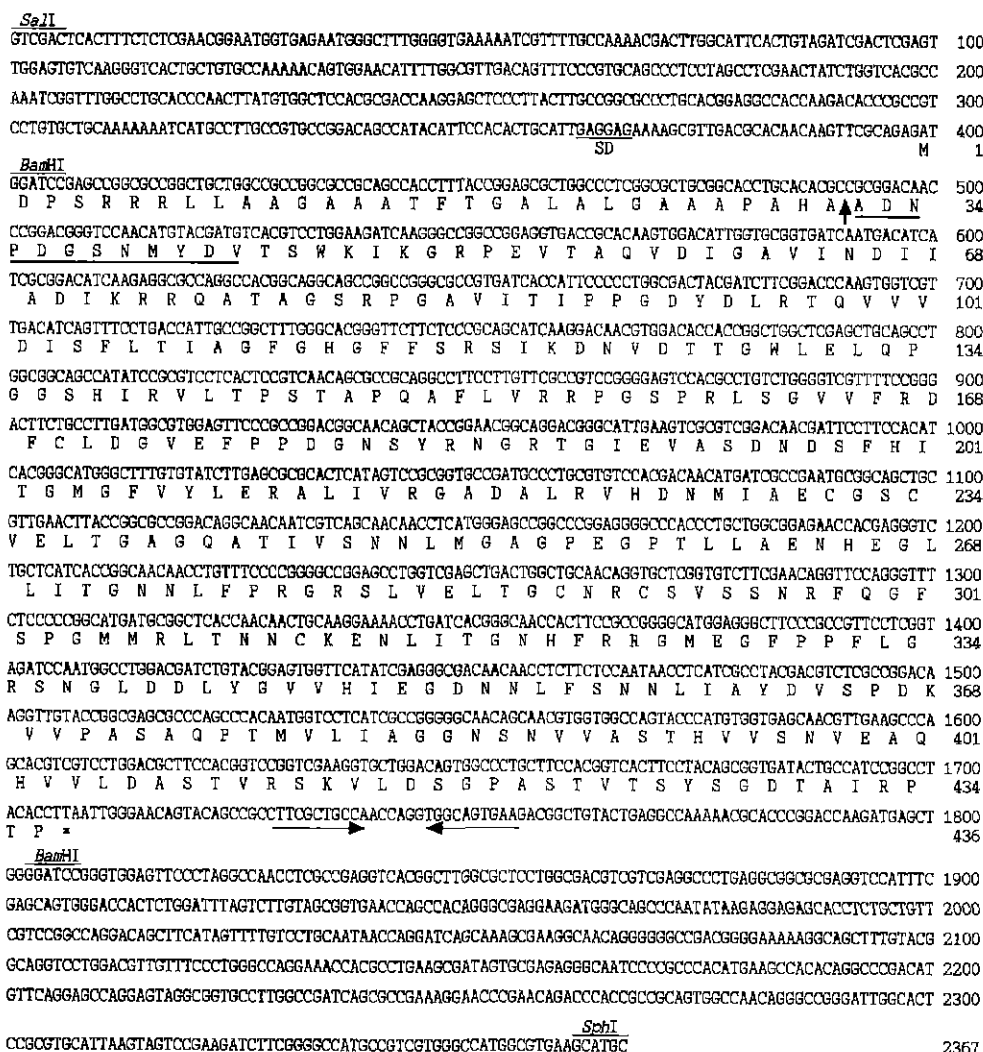 SalI
GTCGACTCACTTTCTCTCGAACGGAATGGTGAGAATGGGCTTTGGGGTGAAAAATCGTTTTGCCAAAACGACTTGGCATTCACTGTAGATCGACTCGAGT 100
TGGAGTGTCAAGGGTCACTGCTGTGCCAAAAACAGTGGAACATTTTGGCGTTGACAGTTTCCCGTGCAGCCCTCCTAGCCTCGAACTATCTGGTCACGCC 200
AAATCGGTTTGGCCTGCACCCAACTTATGTGGCTCCACGCGACCAAGGAGCTCCCTTACTTGCCGGCGCCCTGCACGGAGGCCACCAAGACACCCGCCGT 300
CCTGTGCTGCAAAAAAATCATGCCTTGCCGTGCCGGACAGCCATACATTCCACACTGCATTGAGGAGAAAAGCGTTGACGCACAACAAGTTCGCAGAGAT 400
SD M 1
BamHI
GGATCCGAGCCGGCGCCGGCTGCTGGCCGCCGGCGCCGCAGCCACCTTTACCGGAGCGCTGGCCCTCGGCGCTGCGGCACCTGCACACGCCGCGGACAAC 500
D P S R R R L L A A G A A A T F T G A L A L G A A A P A H A A D N 34
CCGGACGGGTCCAACATGTACGATGTCACGTCCTGGAAGATCAAGGGCCGGCCGGAGGTGACCGCACAAGTGGACATTGGTGCGGTGATCAATGACATCA 600
P D G S N M Y D V T S W K I K G R P E V T A Q V D I G A V I N D I I 68
TCGCGGACATCAAGAGGCGCCAGGCCACGGCAGGCAGCCGGCCGGGCGCCGTGATCACCATTCCCCCTGGCGACTACGATCTTCGGACCCAAGTGGTCGT 700
A D I K R R Q A T A G S R P G A V I T I P P G D Y D L R T Q V V V 101
TGACATCAGTTTCCTGACCATTGCCGGCTTTGGGCACGGGTTCTTCTCCCGCAGCATCAAGGACAACGTGGACACCACCGGCTGGCTCGAGCTGCAGCCT 800
D I S F L T I A G F G H G F F S R S I K D N V D T T G W L E L Q P 134
GGCGGCAGCCATATCCGCGTCCTCACTCCGTCAACAGCGCCGCAGGCCTTCCTTGTTCGCCGTCCGGGGAGTCCACGCCTGTCTGGGGTCGTTTTCCGGG 900
G G S H I R V L T P S T A P Q A F L V R R P G S P R L S G V V F R D 168
ACTTCTGCCTTGATGGCGTGGAGTTCCCGCCGGACGGCAACAGCTACCGGAACGGCAGGACGGGCATTGAAGTCGCGTCGGACAACGATTCCTTCCACAT 1000
F C L D G V E F P P D G N S Y R N G R T G I E V A S D N D S F H I 201
CACGGGCATGGGCTTTGTGTATCTTGAGCGCGCACTCATAGTCCGCGGTGCCGATGCCCTGCGTGTCCACGACAACATGATCGCCGAATGCGGCAGCTGC 1100
T G M G F V Y L E R A L I V R G A D A L R V H D N M I A E C G S C 234
GTTGAACTTACCGGCGCCGGACAGGCAACAATCGTCAGCAACAACCTCATGGGAGCCGGCCCGGAGGGGCCCACCCTGCTGGCGGAGAACCACGAGGGTC 1200
V E L T G A G Q A T I V S N N L M G A G P E G P T L L A E N H E G L 268
TGCTCATCACCGGCAACAACCTGTTTCCCCGGGGCCGGAGCCTGGTCGAGCTGACTGGCTGCAACAGGTGCTCGGTGTCTTCGAACAGGTTCCAGGGTTT 1300
L I T G N N L F P R G R S L V E L T G C N R C S V S S N R F Q G F 301
CTCCCCCGGCATGATGCGGCTCACCAACAACTGCAAGGAAAACCTGATCACGGGCAACCACTTCCGCCGGGGCATGGAGGGCTTCCCGCCGTTCCTCGGT 1400
S P G M M R L T N N C K E N L I T G N H F R R G M E G F P P F L G 334
AGATCCAATGGCCTGGACGATCTGTACGGAGTGGTTCATATCGAGGGCGACAACAACCTCTTCTCCAATAACCTCATCGCCTACGACGTCTCGCCGGACA 1500
R S N G L D D L Y G V V H I E G D N N L F S N N L I A Y D V S P D K 368
AGGTTGTACCGGCGAGCGCCCAGCCCACAATGGTCCTCATCGCCGGGGGCAACAGCAACGTGGTGGCCAGTACCCATGTGGTGAGCAACGTTGAAGCCCA 1600
V V P A S A Q P T M V L I A G G N S N V V A S T H V V S N V E A Q 401
GCACGTCGTCCTGGACGCTTCCACGGTCCGGTCGAAGGTGCTGGACAGTGGCCCTGCTTCCACGGTCACTTCCTACAGCGGTGATACTGCCATCCGGCCT 1700
H V V L D A S T V R S K V L D S G P A S T V T S Y S G D T A I R P 434
ACACCTTAATTGGGAACAGTACAGCCGCCTTCGCTGCCAACCAGGTGGCAGTGAAGACGGCTGTACTGAGGCCAAAAACGCACCCGGACCAAGATGAGCT 1800
T P * 436
BamHI
GGGGATCCGGGTGGAGTTCCCTAGGCCAACCTCGCCGAGGTCACGGCTTGGCGCTCCTGGCGACGTCGTCGAGGCCCTGAGGCGGCGCGAGGTCCATTTC 1900
GAGCAGTGGGACCACTCTGGATTTAGTCTTGTAGCGGTGAACCAGCCACAGGGCGAGGAAGATGGGCAGCCCAATATAAGAGGAGAGCACCTCTGCTGTT 2000
CGTCCGGCCAGGACAGCTTCATAGTTTTGTCCTGCAATAACCAGGATCAGCAAAGCGAAGGCAACAGGGGGGCCGACGGGGAAAAAGGCAGCTTTGTACG 2100
GCAGGTCCTGGACGTTGTTTCCCTGGGCCAGGAAACCACGCCTGAAGCGATAGTGCGAGAGGGCAATCCCCGCCCACATGAAGCCACACAGGCCCGACAT 2200
GTTCAGGAGCCAGGAGTAGGCGGTGCCTTGGCCGATCAGCGCCGAAAGGAACCCGAACAGACCCACCGCCGCAGTGGCCAACAGGGCCGGGATTGGCACT 2300
SphI
CCGCGTGCATTAAGTAGTCCGAAGATCTTCGGGGCCATGCCGTCGTGGGCCATGGCGTGAAGCATGC 2367